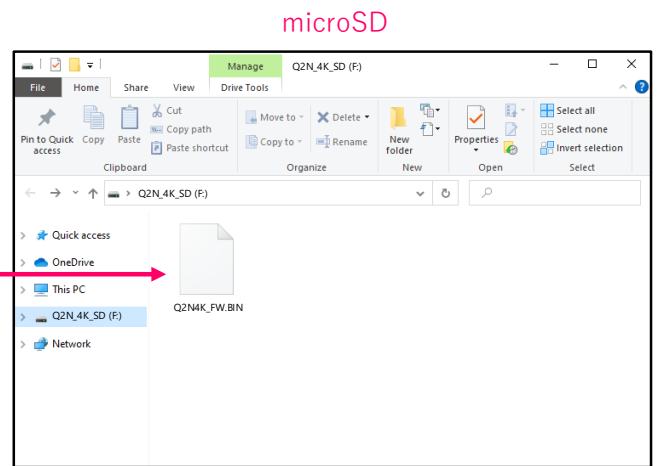 microSD
Manage Q2N_4K_SD (F:)
File Home Share View Drive Tools
Pin to Quick access
Copy
Paste
Cut
Copy path
Paste shortcut
Move to
Copy to
Delete
Rename
New folder
Properties
Select all
Select none
Invert selection
Clipboard Organize New Open Select
Q2N_4K_SD (F:)
Quick access
OneDrive
This PC
Q2N_4K_SD (F:)
Network
Q2N4K_FW.BIN